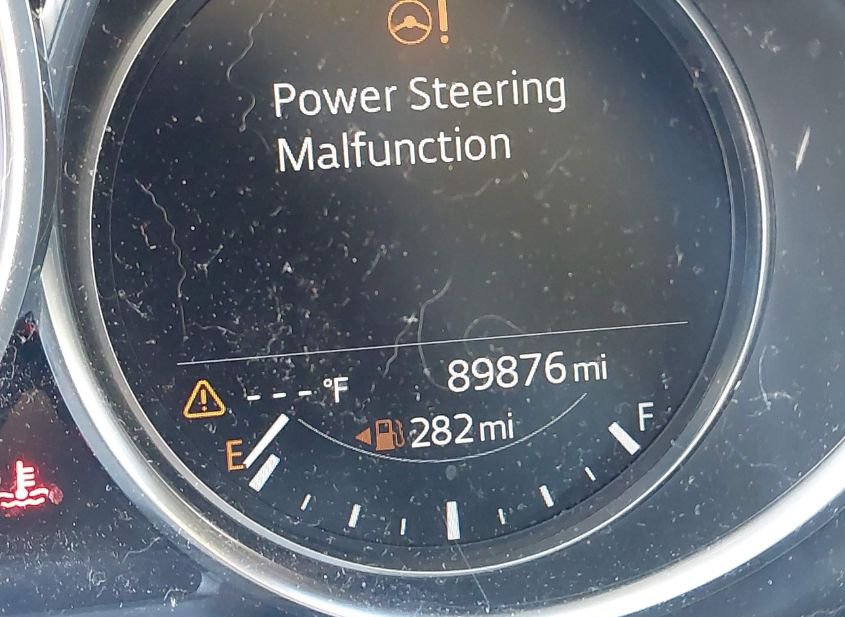 Power Steering
Malfunction
---°F 89876 mi
282 mi
E F